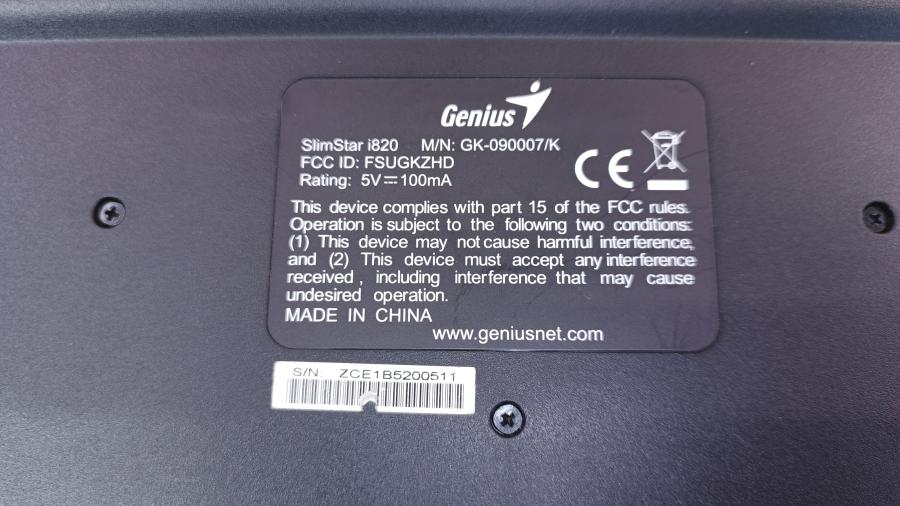 Genius
SlimStar i820 M/N: GK-090007/K
FCC ID: FSUGKZHD
Rating: 5V⎓100mA
CE
This device complies with part 15 of the FCC rules.
Operation is subject to the following two conditions:
(1) This device may not cause harmful interference,
and (2) This device must accept any interference
received, including interference that may cause
undesired operation.
MADE IN CHINA
www.geniusnet.com
S/N: ZCE1B5200511